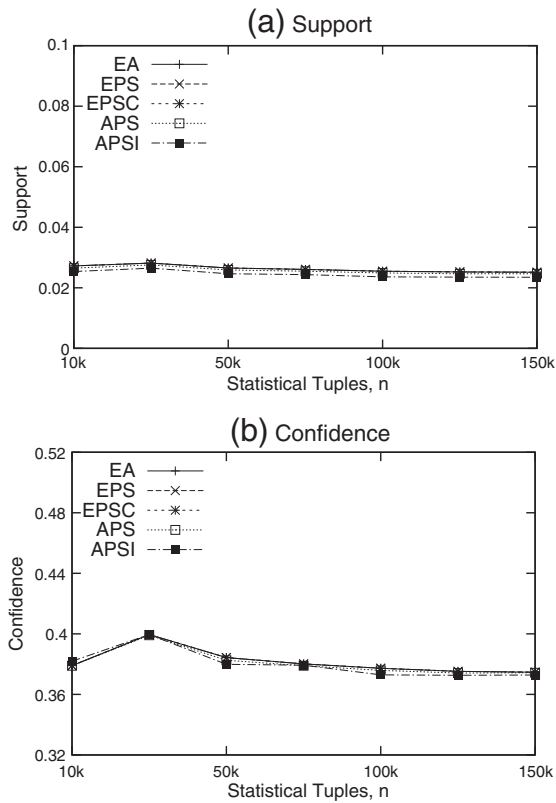 (a) Support
0.1
0.08
0.06
0.04
0.02
0
Support
EA
EPS
EPSC
APS
APSI
10k
50k
100k
150k
Statistical Tuples, n
(b) Confidence
0.52
0.48
0.44
0.4
0.36
0.32
Confidence
EA
EPS
EPSC
APS
APSI
10k
50k
100k
150k
Statistical Tuples, n